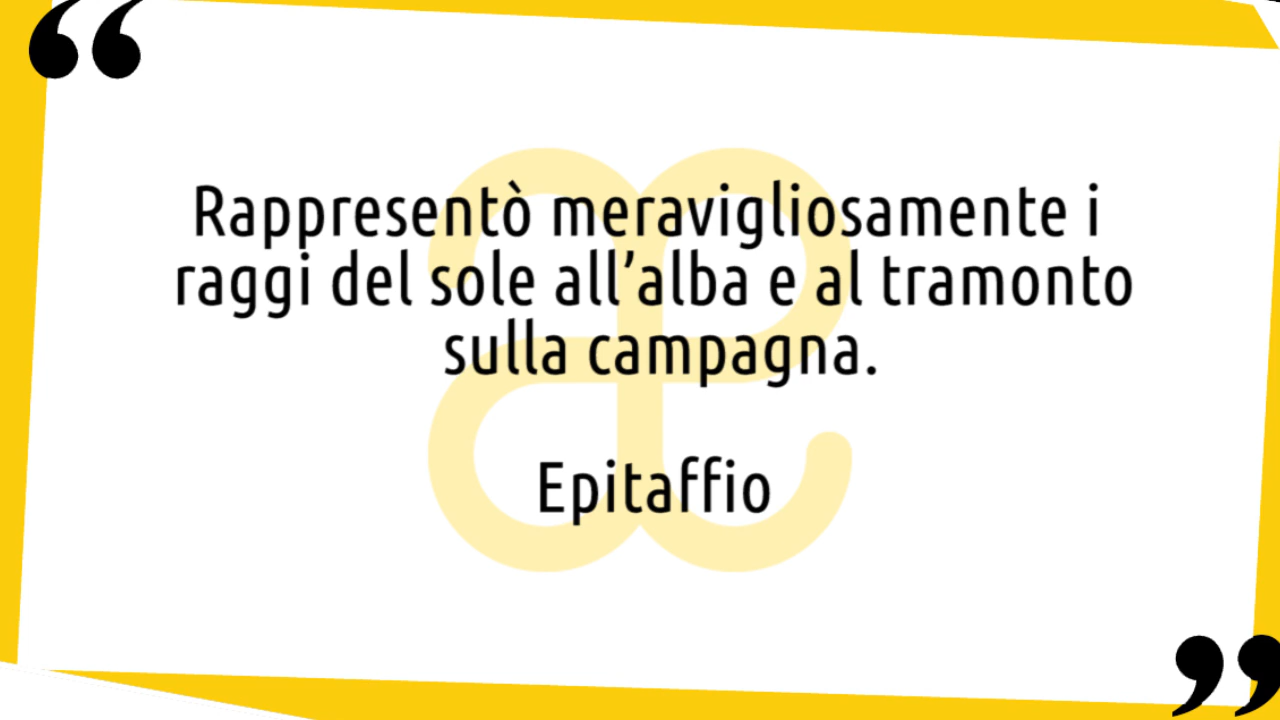 Rappresentò meravigliosamente i
raggi del sole all’alba e al tramonto
sulla campagna.
Epitaffio